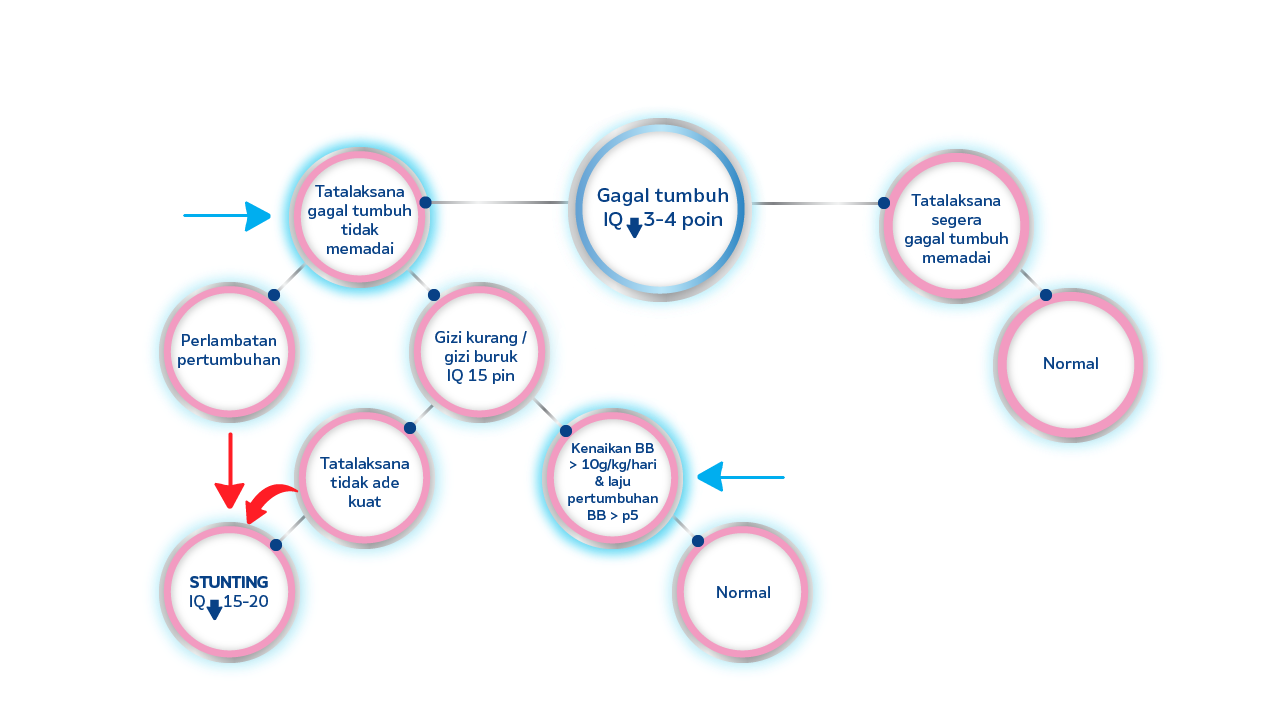 Gagal tumbuh
IQ 3-4 poin
Tatalaksana
gagal tumbuh
tidak
memadai
Tatalaksana
segera
gagal tumbuh
memadai
Perlambatan
pertumbuhan
Gizi kurang /
gizi buruk
IQ 15 pin
Normal
Tatalaksana
tidak ade
kuat
Kenaikan BB
> 10g/kg/hari
& laju
pertumbuhan
BB > p5
STUNTING
IQ 15-20
Normal